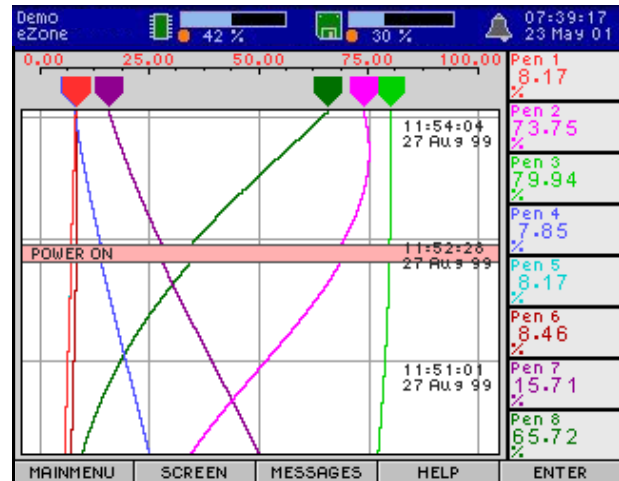 Demo
eZone
42 %
30 %
07:39:17
23 May 01
0.00 25.00 50.00 75.00 100.00
11:54:04
27 Aug 99
POWER ON
11:52:28
27 Aug 99
11:51:01
27 Aug 99
Pen 1
8.17
%
Pen 2
73.75
%
Pen 3
79.94
%
Pen 4
7.85
%
Pen 5
8.17
%
Pen 6
8.46
%
Pen 7
15.71
%
Pen 8
65.72
%
MAINMENU SCREEN MESSAGES HELP ENTER